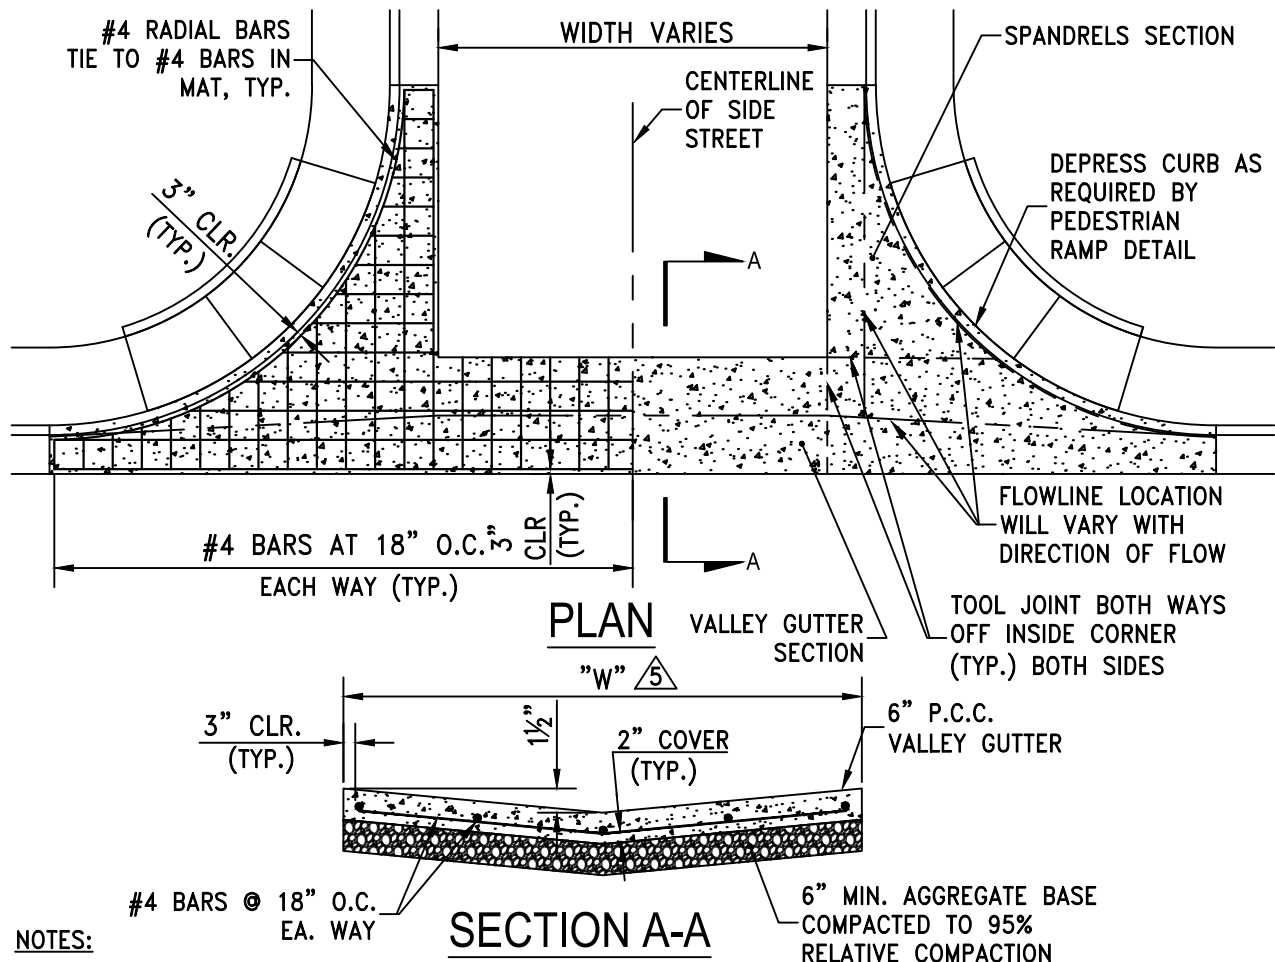 #4 RADIAL BARS
TIE TO #4 BARS IN
MAT, TYP.
WIDTH VARIES
SPANDRELS SECTION
CENTERLINE
OF SIDE
STREET
DEPRESS CURB AS
REQUIRED BY
PEDESTRIAN
RAMP DETAIL
3" CLR.
(TYP.)
A
#4 BARS AT 18" O.C.
EACH WAY (TYP.)
3"
CLR
(TYP.)
A
FLOWLINE LOCATION
WILL VARY WITH
DIRECTION OF FLOW
PLAN
VALLEY GUTTER
SECTION
TOOL JOINT BOTH WAYS
OFF INSIDE CORNER
(TYP.) BOTH SIDES
"W" 5
3" CLR.
(TYP.)
1½"
2" COVER
(TYP.)
6" P.C.C.
VALLEY GUTTER
#4 BARS @ 18" O.C.
EA. WAY
SECTION A-A
6" MIN. AGGREGATE BASE
COMPACTED TO 95%
RELATIVE COMPACTION
NOTES: